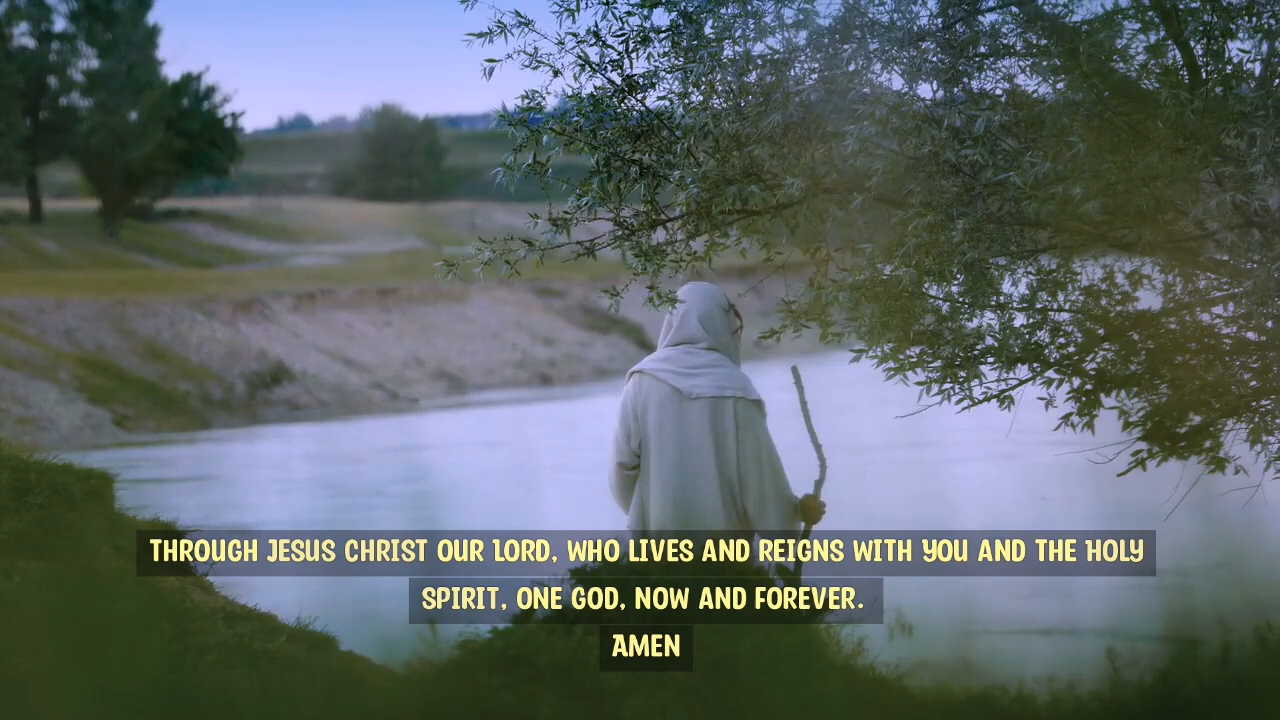 THROUGH JESUS CHRIST OUR LORD, WHO LIVES AND REIGNS WITH YOU AND THE HOLY
SPIRIT, ONE GOD, NOW AND FOREVER.
AMEN